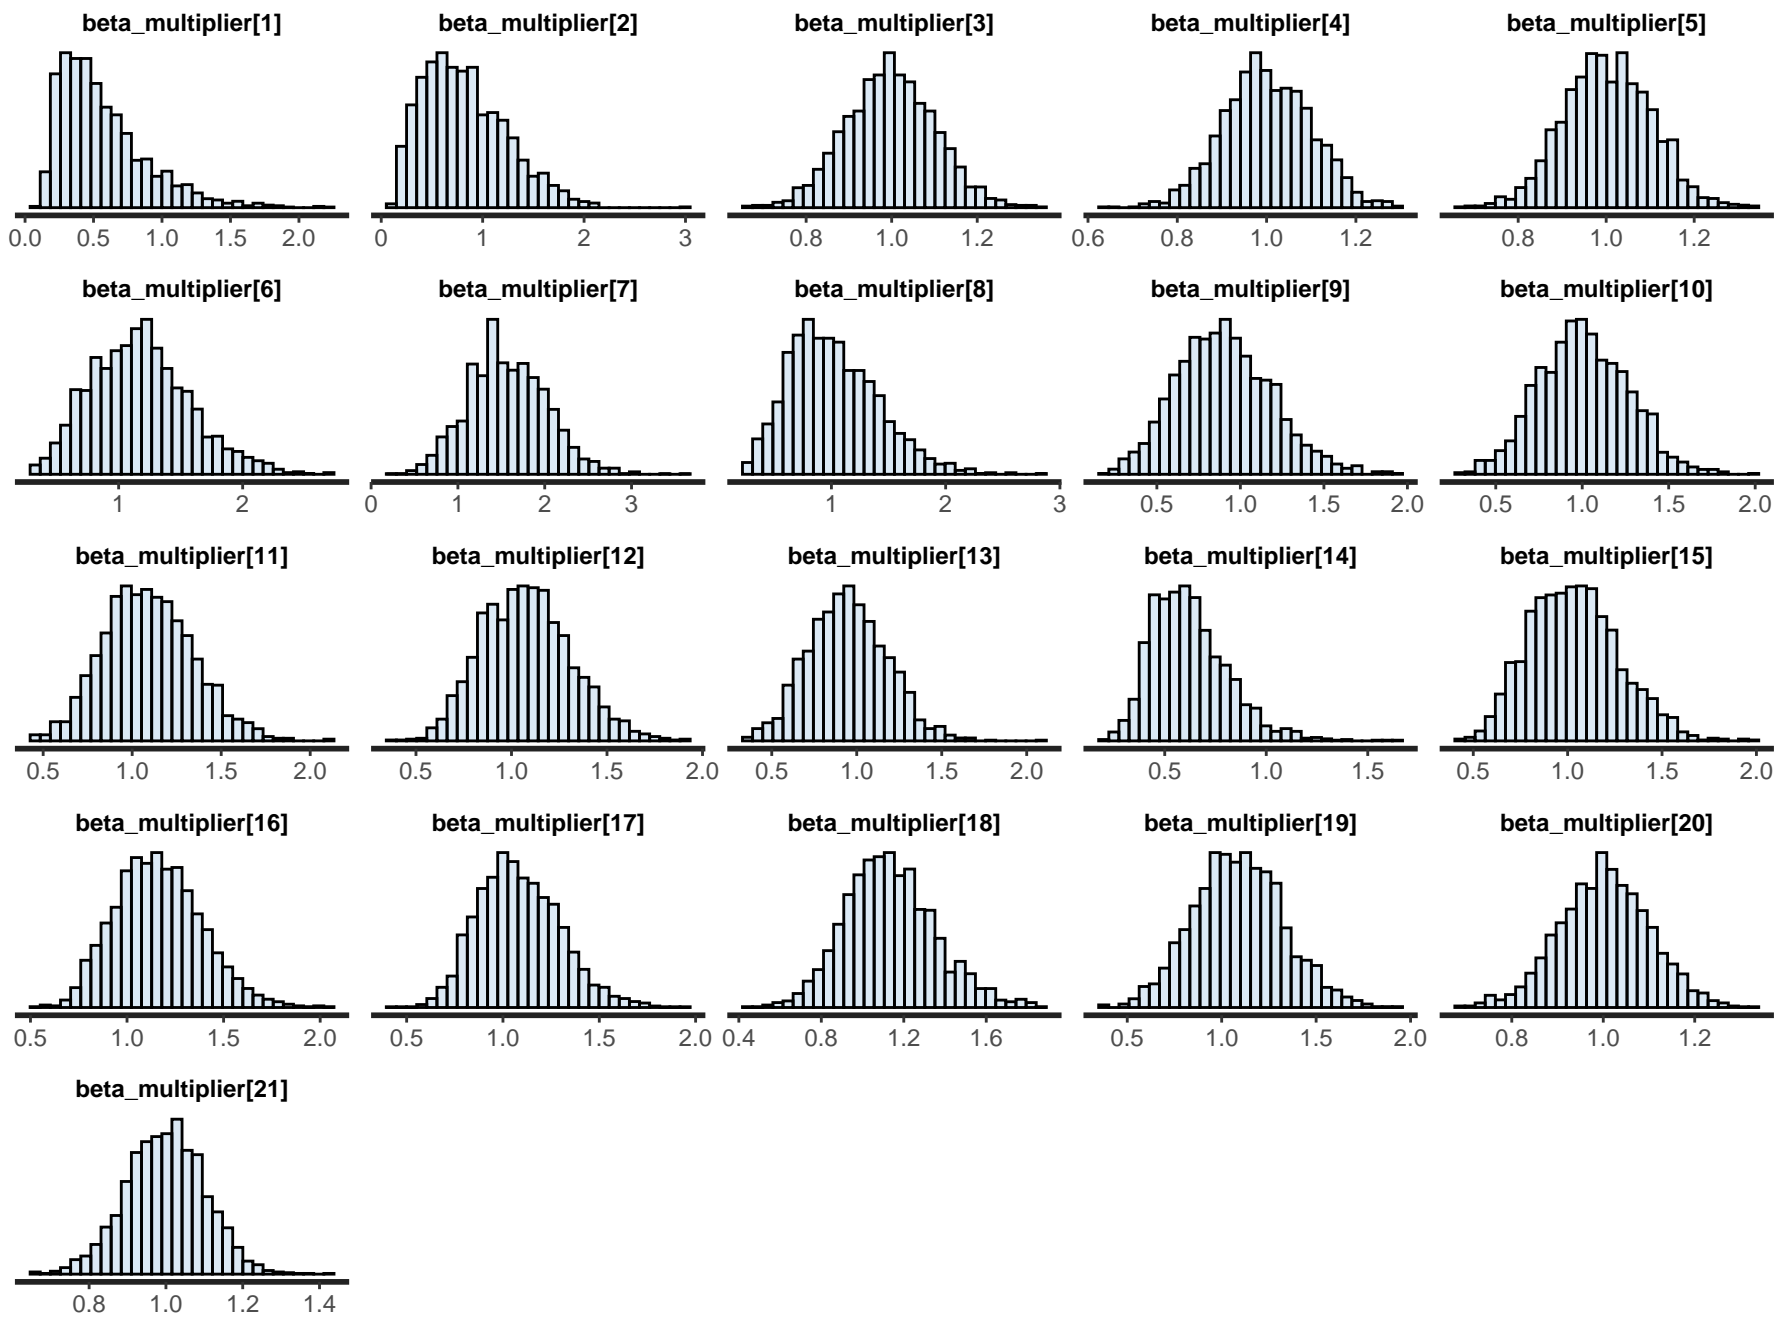 beta_multiplier[1] beta_multiplier[2] beta_multiplier[3] beta_multiplier[4] beta_multiplier[5]
0.0 0.5 1.0 1.5 2.0 0 1 2 3 0.8 1.0 1.2 0.6 0.8 1.0 1.2 0.8 1.0 1.2
beta_multiplier[6] beta_multiplier[7] beta_multiplier[8] beta_multiplier[9] beta_multiplier[10]
1 2 0 1 2 3 1 2 3 0.5 1.0 1.5 2.0 0.5 1.0 1.5 2.0
beta_multiplier[11] beta_multiplier[12] beta_multiplier[13] beta_multiplier[14] beta_multiplier[15]
0.5 1.0 1.5 2.0 0.5 1.0 1.5 2.0 0.5 1.0 1.5 2.0 0.5 1.0 1.5 0.5 1.0 1.5 2.0
beta_multiplier[16] beta_multiplier[17] beta_multiplier[18] beta_multiplier[19] beta_multiplier[20]
0.5 1.0 1.5 2.0 0.5 1.0 1.5 2.0 0.4 0.8 1.2 1.6 0.5 1.0 1.5 2.0 0.8 1.0 1.2
beta_multiplier[21]
0.8 1.0 1.2 1.4